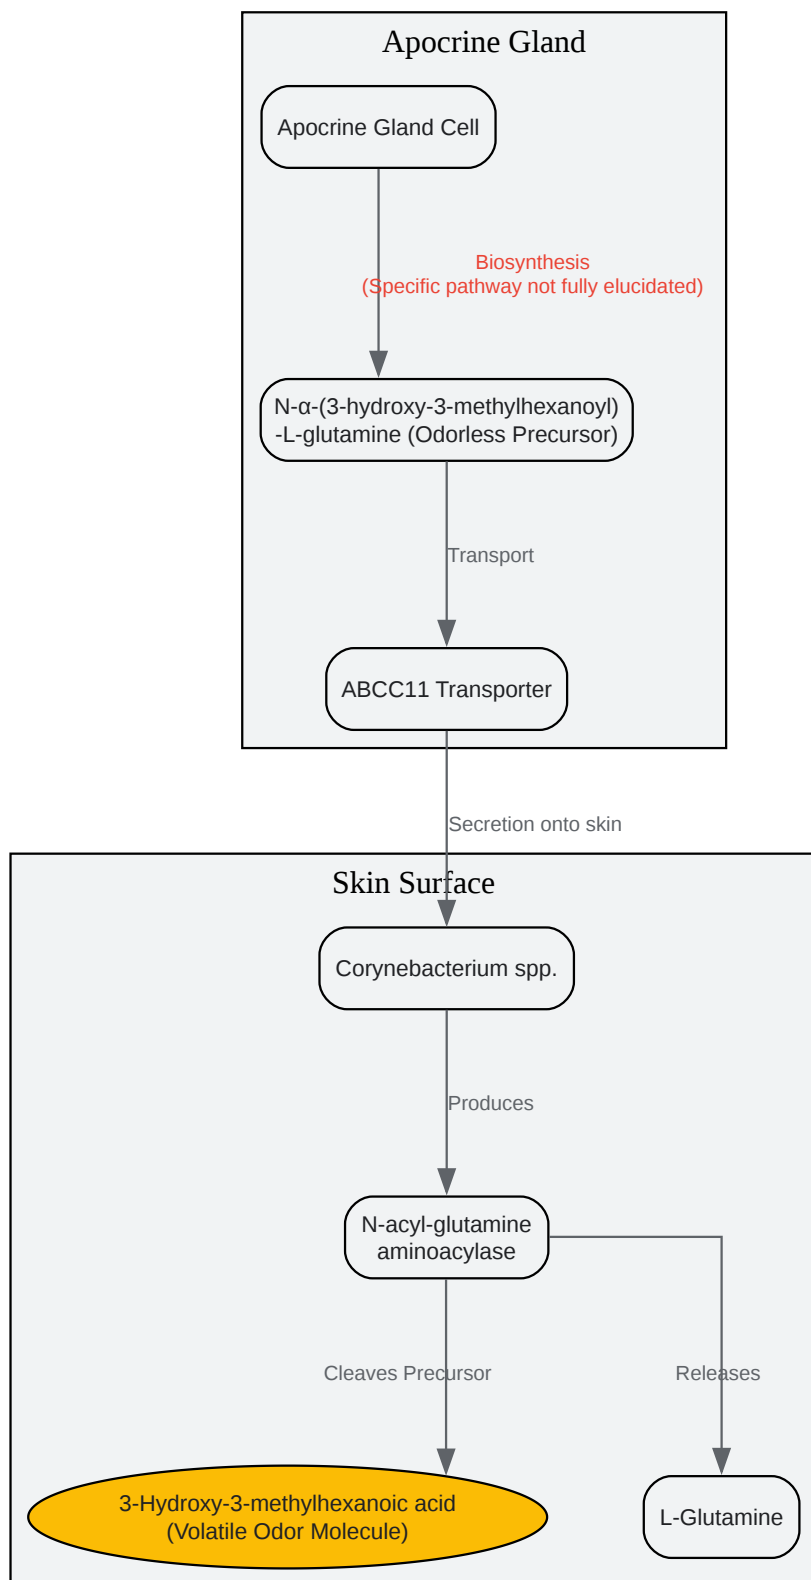 Apocrine Gland
Apocrine Gland Cell
Biosynthesis
(Specific pathway not fully elucidated)
N-α-(3-hydroxy-3-methylhexanoyl)
-L-glutamine (Odorless Precursor)
Transport
ABCC11 Transporter
Secretion onto skin
Skin Surface
Corynebacterium spp.
Produces
N-acyl-glutamine
aminoacylase
Cleaves Precursor
Releases
3-Hydroxy-3-methylhexanoic acid
(Volatile Odor Molecule)
L-Glutamine